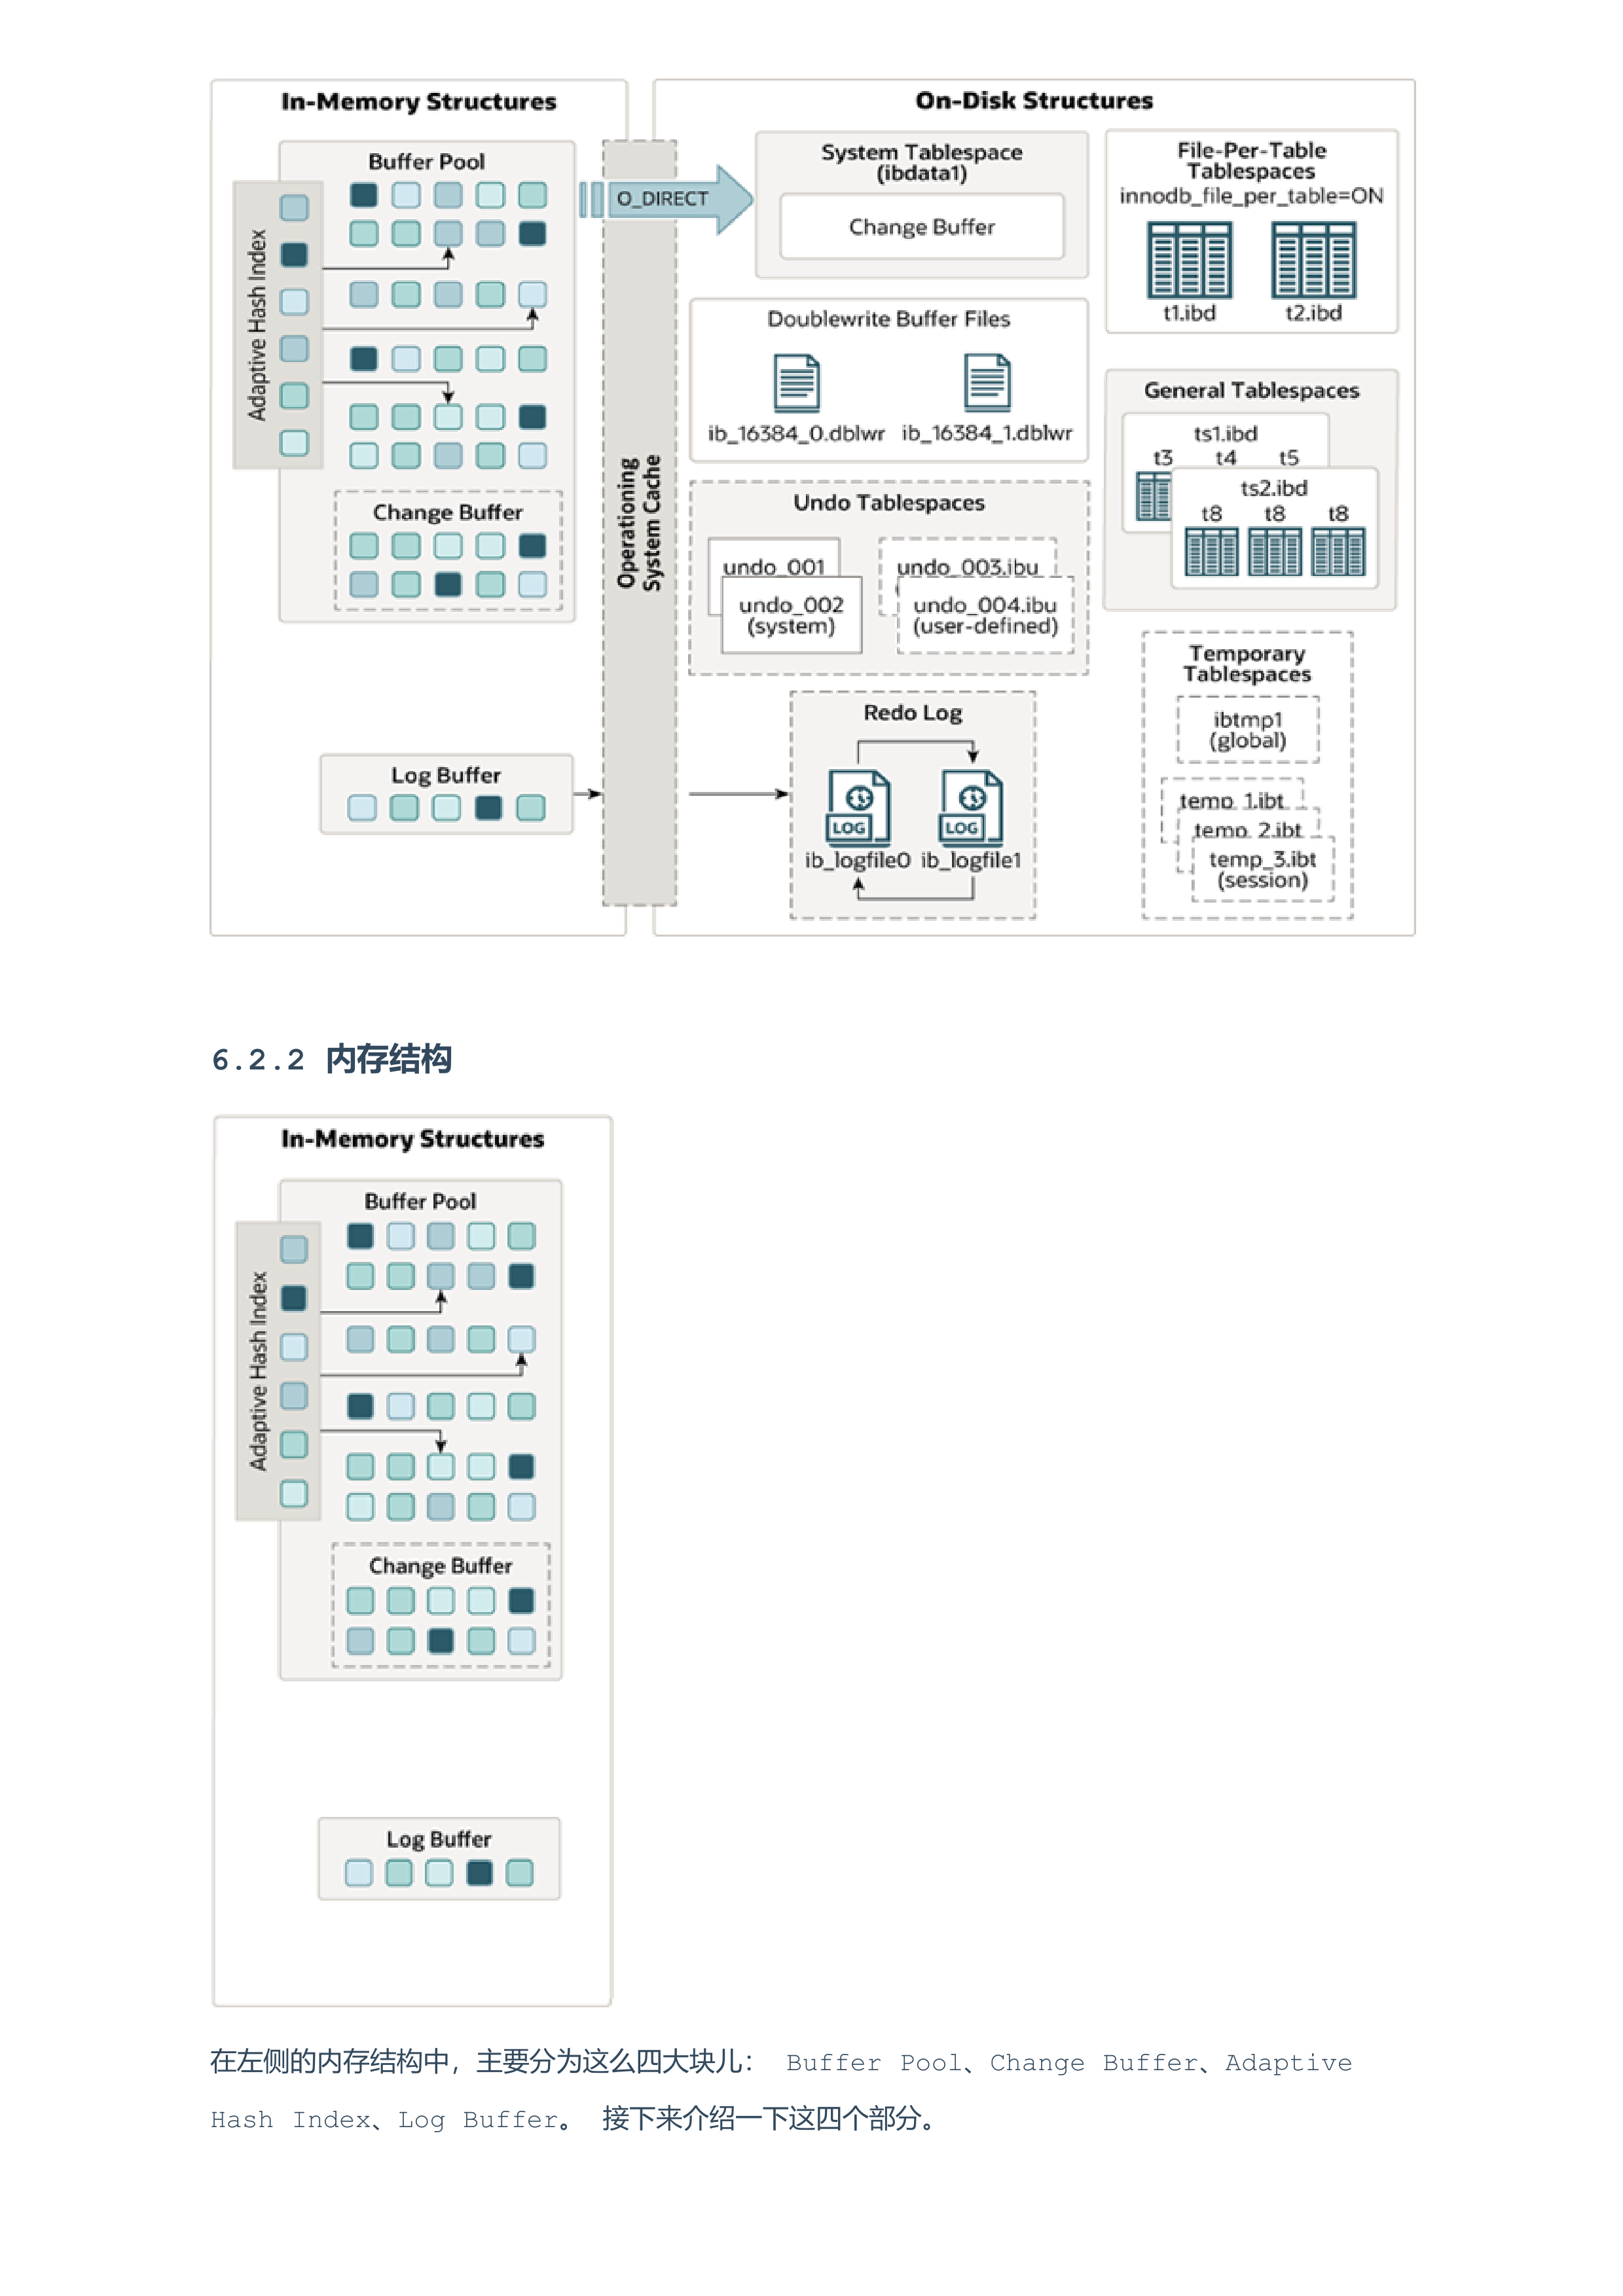 In-Memory Structures
Buffer Pool
Adaptive Hash Index
Change Buffer
Log Buffer
Operationing
System Cache
O_DIRECT
On-Disk Structures
System Tablespace
(ibdata1)
Change Buffer
Doublewrite Buffer Files
ib_16384_0.dblwr ib_16384_1.dblwr
Undo Tablespaces
undo_001
undo_002
(system)
undo_003.ibu
undo_004.ibu
(user-defined)
Redo Log
LOG LOG
ib_logfile0 ib_logfile1
File-Per-Table
Tablespaces
innodb_file_per_table=ON
t1.ibd t2.ibd
General Tablespaces
ts1.ibd
t3 t4 t5
ts2.ibd
t8 t8 t8
Temporary
Tablespaces
ibtmp1
(global)
temp_1.ibt
temp_2.ibt
temp_3.ibt
(session)
6.2.2 内存结构
In-Memory Structures
Buffer Pool
Adaptive Hash Index
Change Buffer
Log Buffer
在左侧的内存结构中，主要分为这么四大块儿： Buffer Pool、Change Buffer、Adaptive
Hash Index、Log Buffer。 接下来介绍一下这四个部分。